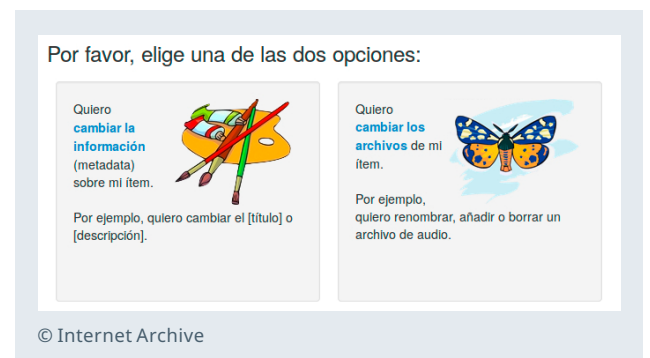 Por favor, elige una de las dos opciones:
Quiero
cambiar la
información
(metadata)
sobre mi ítem.
Por ejemplo, quiero cambiar el [título] o
[descripción].
Quiero
cambiar los
archivos de mi
ítem.
Por ejemplo,
quiero renombrar, añadir o borrar un
archivo de audio.
© Internet Archive